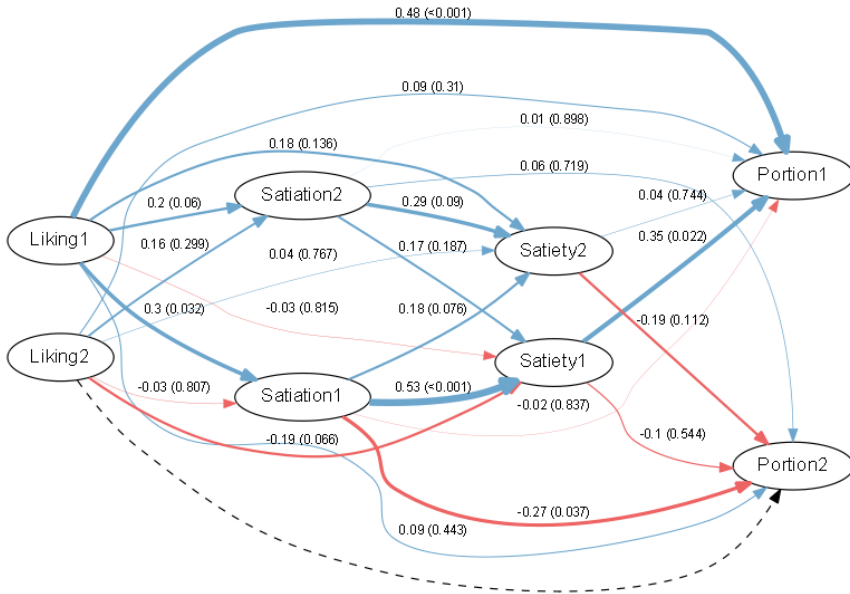 0.48 (<0.001)
0.09 (0.31)
0.01 (0.898)
0.18 (0.136)
0.06 (0.719)
Portion1
Satiation2
0.2 (0.06)
0.29 (0.09)
0.04 (0.744)
Liking1
0.16 (0.299)
0.04 (0.767)
0.17 (0.187)
Satiety2
0.35 (0.022)
-0.03 (0.815)
0.3 (0.032)
0.18 (0.076)
-0.19 (0.112)
Liking2
Satiety1
-0.03 (0.807)
Satiation1
0.53 (<0.001)
-0.02 (0.837)
-0.19 (0.066)
-0.1 (0.544)
Portion2
-0.27 (0.037)
0.09 (0.443)